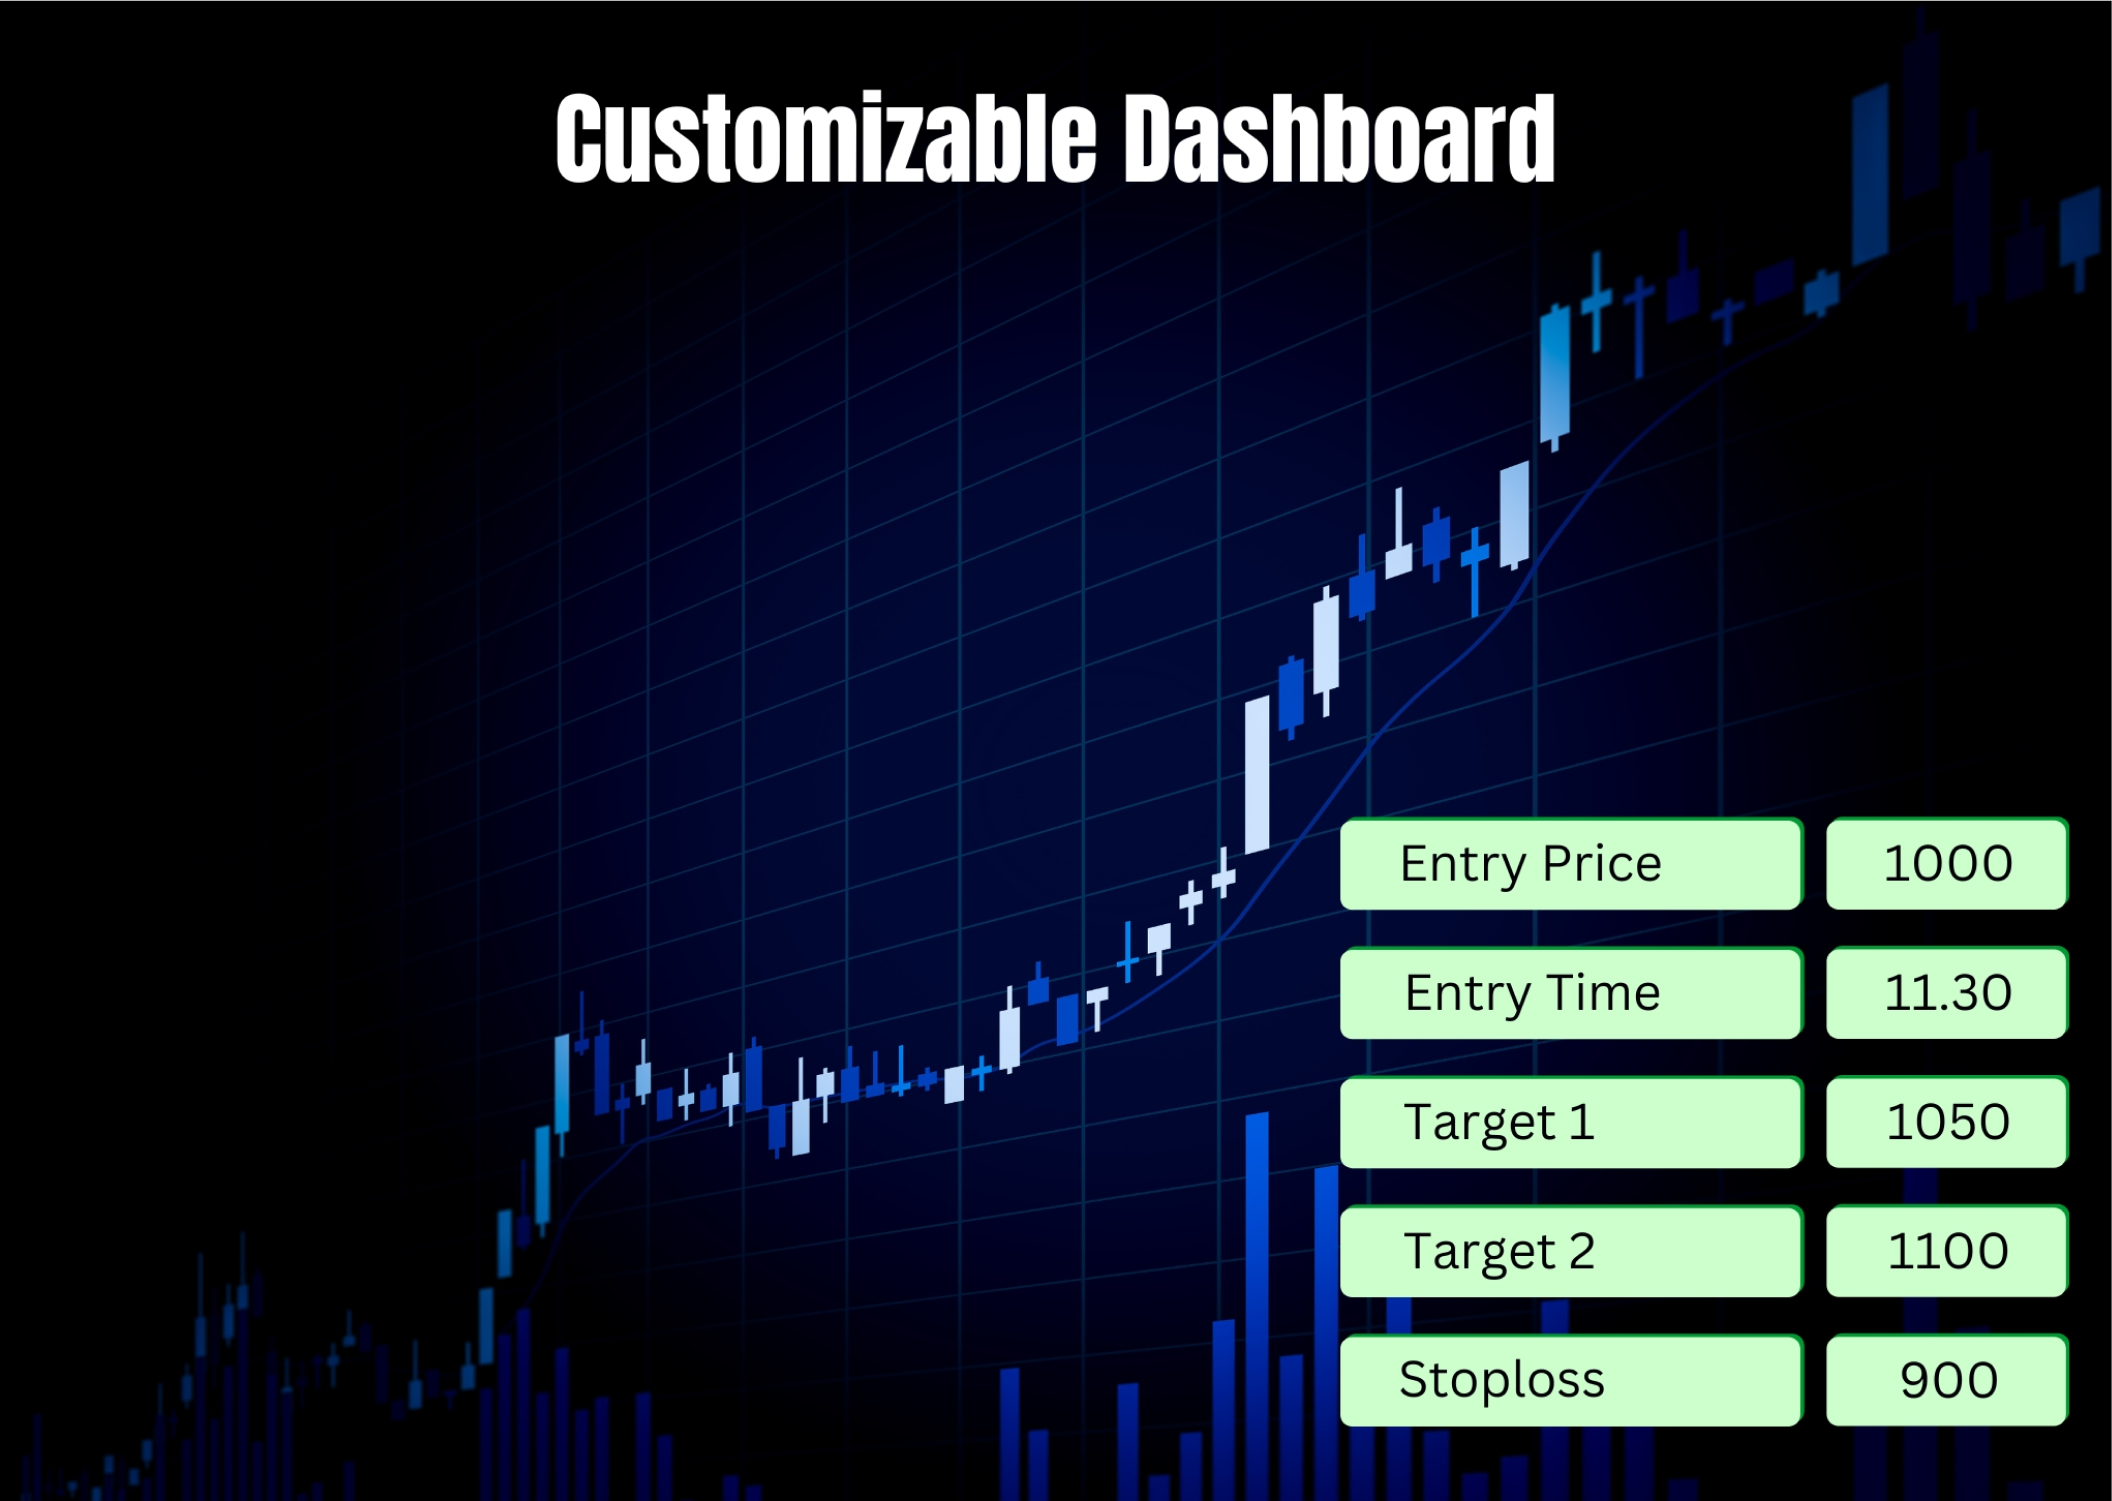 Customizable Dashboard
Entry Price 1000
Entry Time 11.30
Target 1 1050
Target 2 1100
Stoploss 900